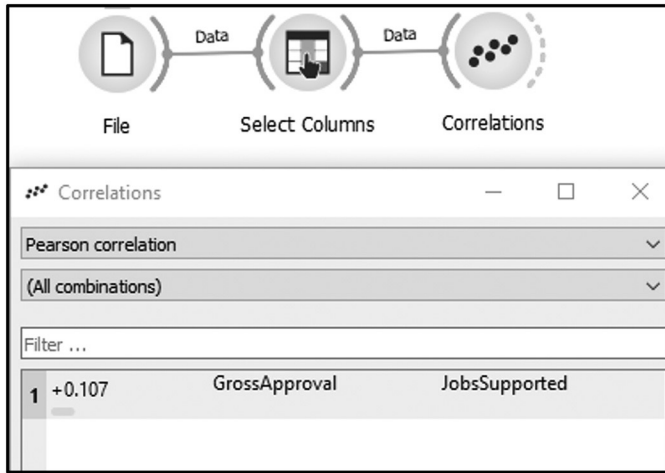 Data
Data
File
Select Columns
Correlations
Correlations
Pearson correlation
(All combinations)
Filter ...
1 +0.107 GrossApproval JobsSupported